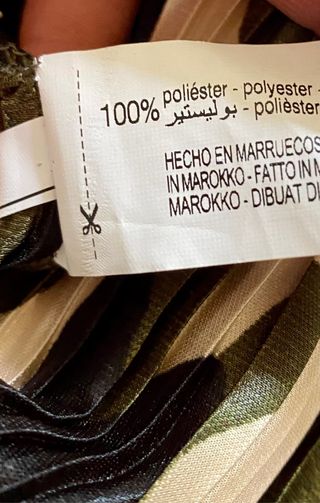 100% poliéster - polyester -
بوليستير - polièster
HECHO EN MARRUECOS
IN MAROKKO - FATTO IN M
MAROKKO - DIBUAT DI